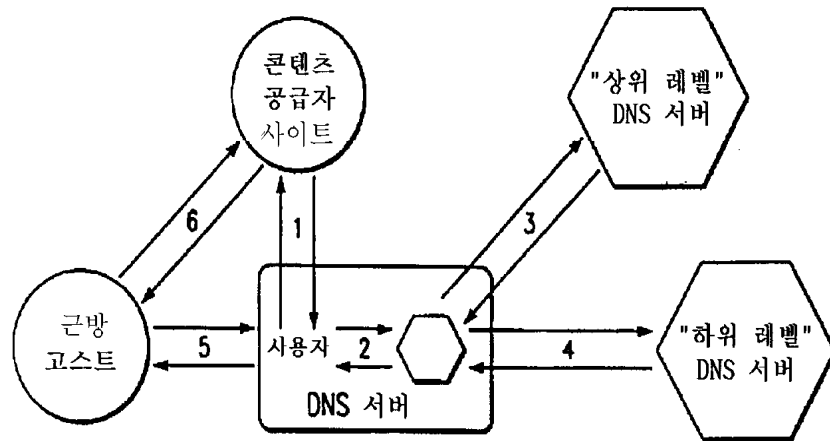 콘텐츠
공급자
사이트
"상위 레벨"
DNS 서버
6
1
3
근방
고스트
5
사용자
2
4
"하위 레벨"
DNS 서버
DNS 서버